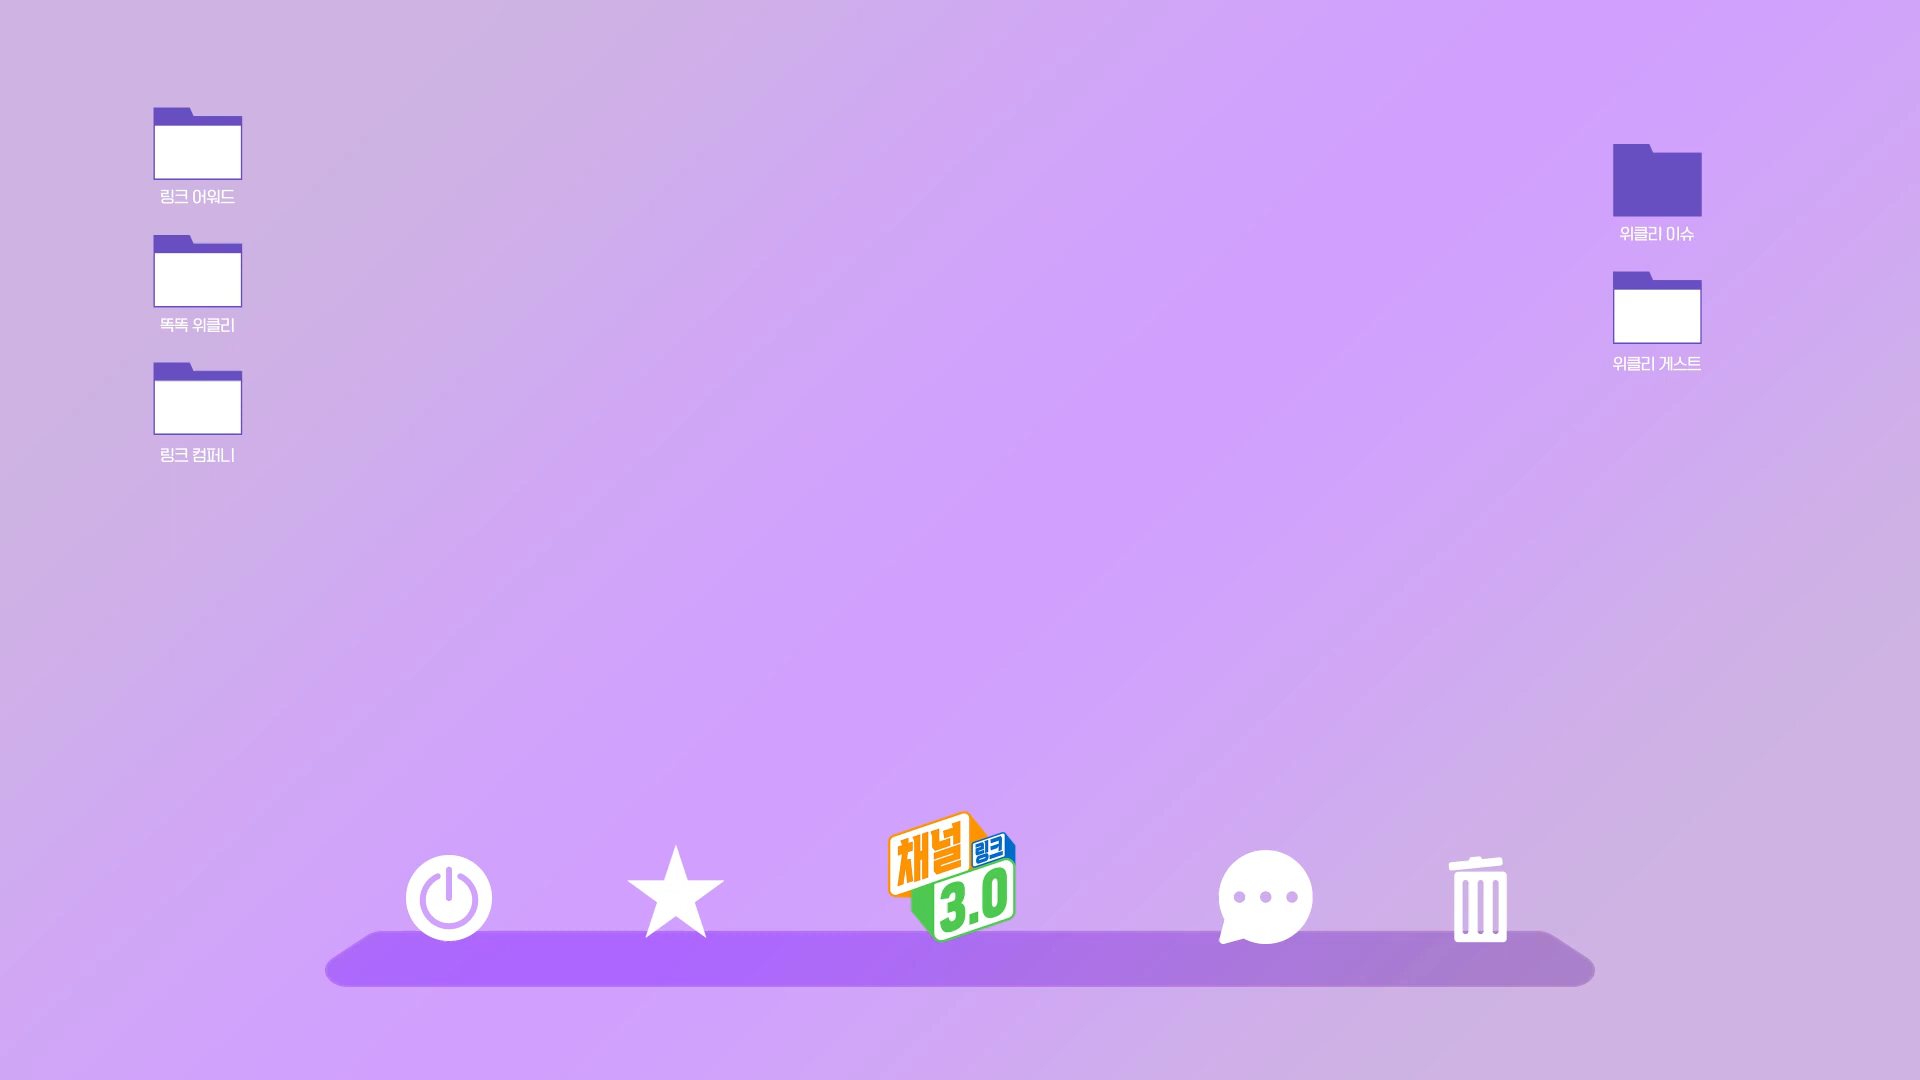 링크 어워드
똑똑 위클리
링크 컴퍼니
위클리 이슈
위클리 게스트
채널
링크
3.0